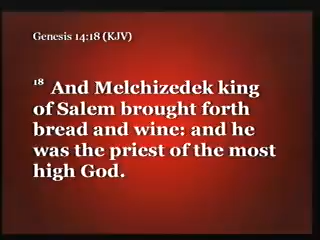 Genesis 14:18 (KJV)
18 And Melchizedek king
of Salem brought forth
bread and wine: and he
was the priest of the most
high God.